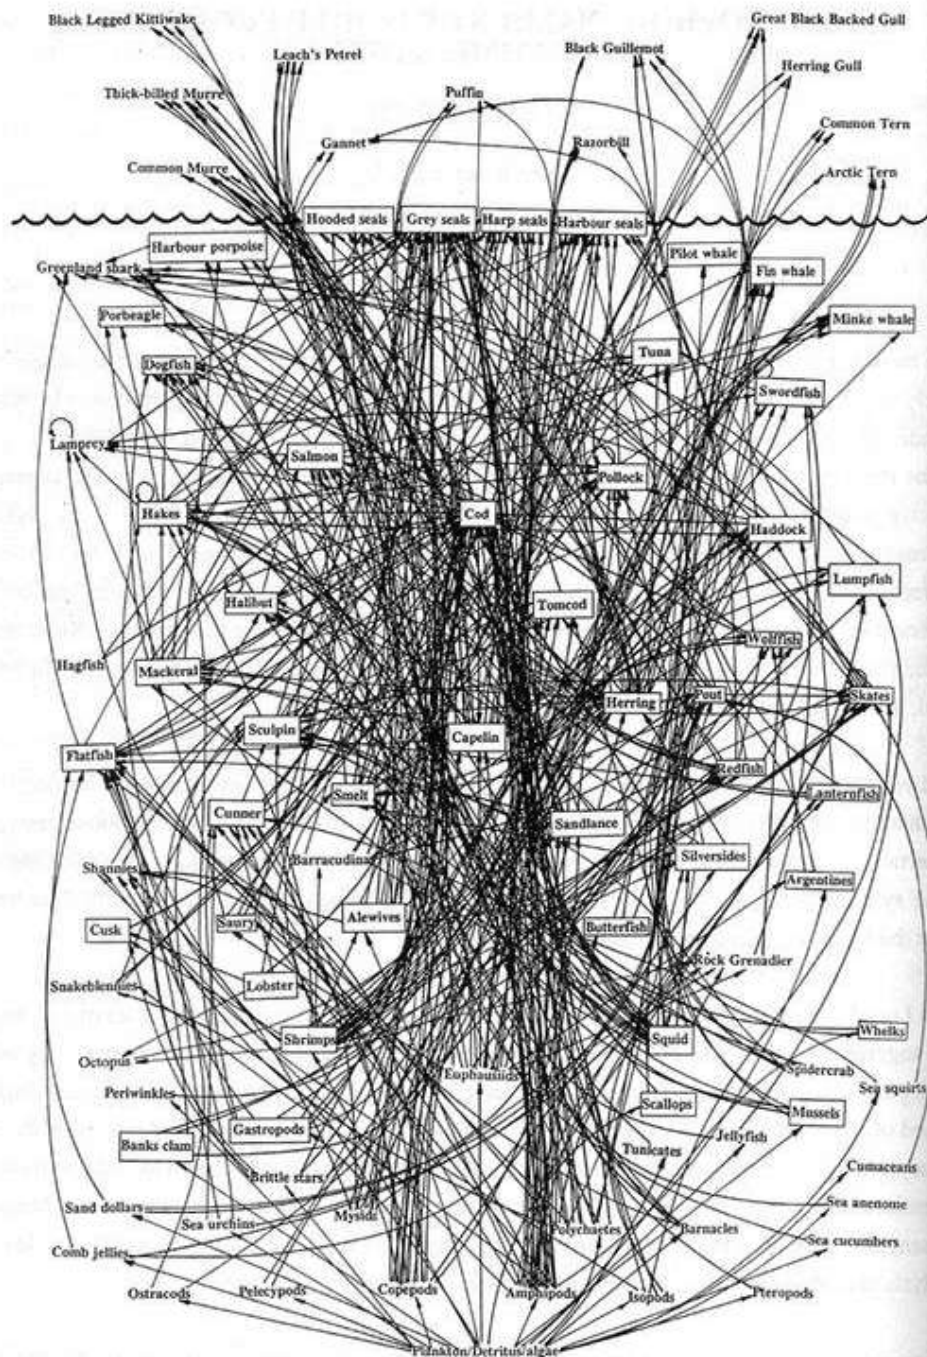 Black Legged Kittiwake
Great Black Backed Gull
Leach's Petrel
Black Guillemot
Herring Gull
Thick-billed Murre
Puffin
Common Tern
Gannet
Razorbill
Common Murre
Arctic Tern
Hooded seals
Grey seals
Harp seals
Harbour seals
Harbour porpoise
Pilot whale
Greenland shark
Fin whale
Porbeagle
Minke whale
Tuna
Dogfish
Swordfish
Lamprey
Salmon
Pollock
Hakes
Cod
Haddock
Lumpfish
Halibut
Tomcod
Wolffish
Hagfish
Mackeral
Herring
Pout
Skates
Sculpin
Capelin
Flatfish
Redfish
Smelt
Lanternfish
Cunner
Sandlance
Barracudina
Silversides
Shannies
Argentines
Saury
Alewives
Butterfish
Cusk
Rock Grenadier
Snakeblennies
Lobster
Shrimps
Squid
Whelks
Octopus
Euphausiids
Spidercrab
Sea squirts
Periwinkles
Scallops
Mussels
Gastropods
Banks clam
Jellyfish
Tunicates
Brittle stars
Cumaceans
Sand dollars
Mysids
Sea anenome
Sea urchins
Polychaetes
Barnacles
Sea cucumbers
Comb jellies
Ostracods
Pelecypods
Copepods
Amphipods
Isopods
Pteropods
Plankton/Detritus/algae